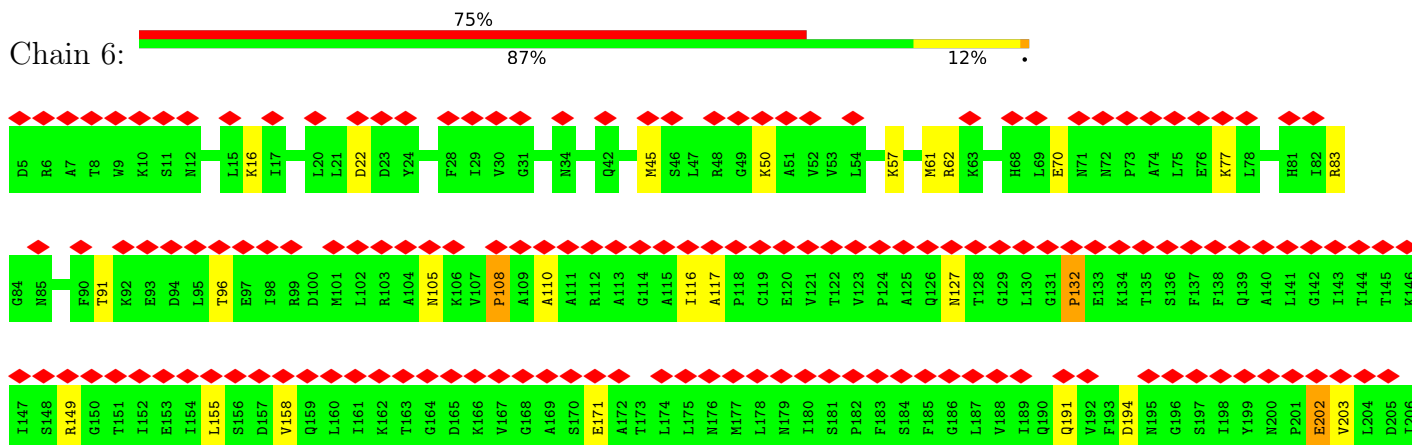 75%
Chain 6:
87% 12% •
D5 R6 A7 T8 W9 K10 S11 N12 L15 K16 I17 L20 L21 D22 D23 Y24 F28 I29 V30 G31 N34 Q42 M45 S46 L47 R48 G49 K50 A51 V52 V53 L54 K57 M61 R62 K63 H68 L69 E70 N71 N72 P73 A74 L75 E76 K77 L78 H81 I82 R83
G84 N85 F90 T91 K92 E93 D94 L95 T96 E97 I98 R99 D100 M101 L102 R103 A104 N105 K106 V107 P108 A109 A110 A111 R112 A113 G114 A115 I116 A117 P118 C119 E120 V121 T122 V123 P124 A125 Q126 N127 T128 G129 L130 G131 P132 E133 K134 T135 S136 F137 F138 Q139 A140 L141 G142 I143 T144 T145 K146
I147 S148 R149 G150 T151 I152 E153 I154 L155 S156 D157 V158 Q159 L160 I161 K162 T163 G164 D165 K166 V167 G168 A169 S170 E171 A172 T173 L174 L175 N176 M177 L178 N179 I180 S181 P182 F183 S184 F185 G186 L187 V188 I189 Q190 Q191 V192 F193 D194 N195 G196 S197 I198 Y199 N200 P201 E202 V203 L204 D205 I206